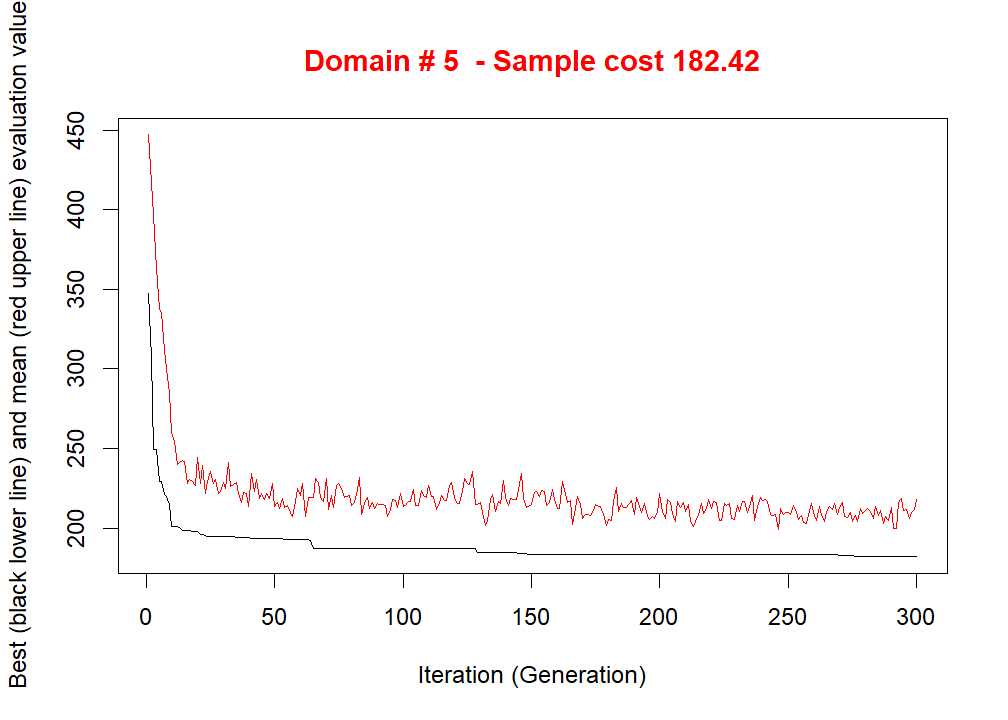 Domain # 5  - Sample cost 182.42
Best (black lower line) and mean (red upper line) evaluation value
450
400
350
300
250
200
0 50 100 150 200 250 300
Iteration (Generation)